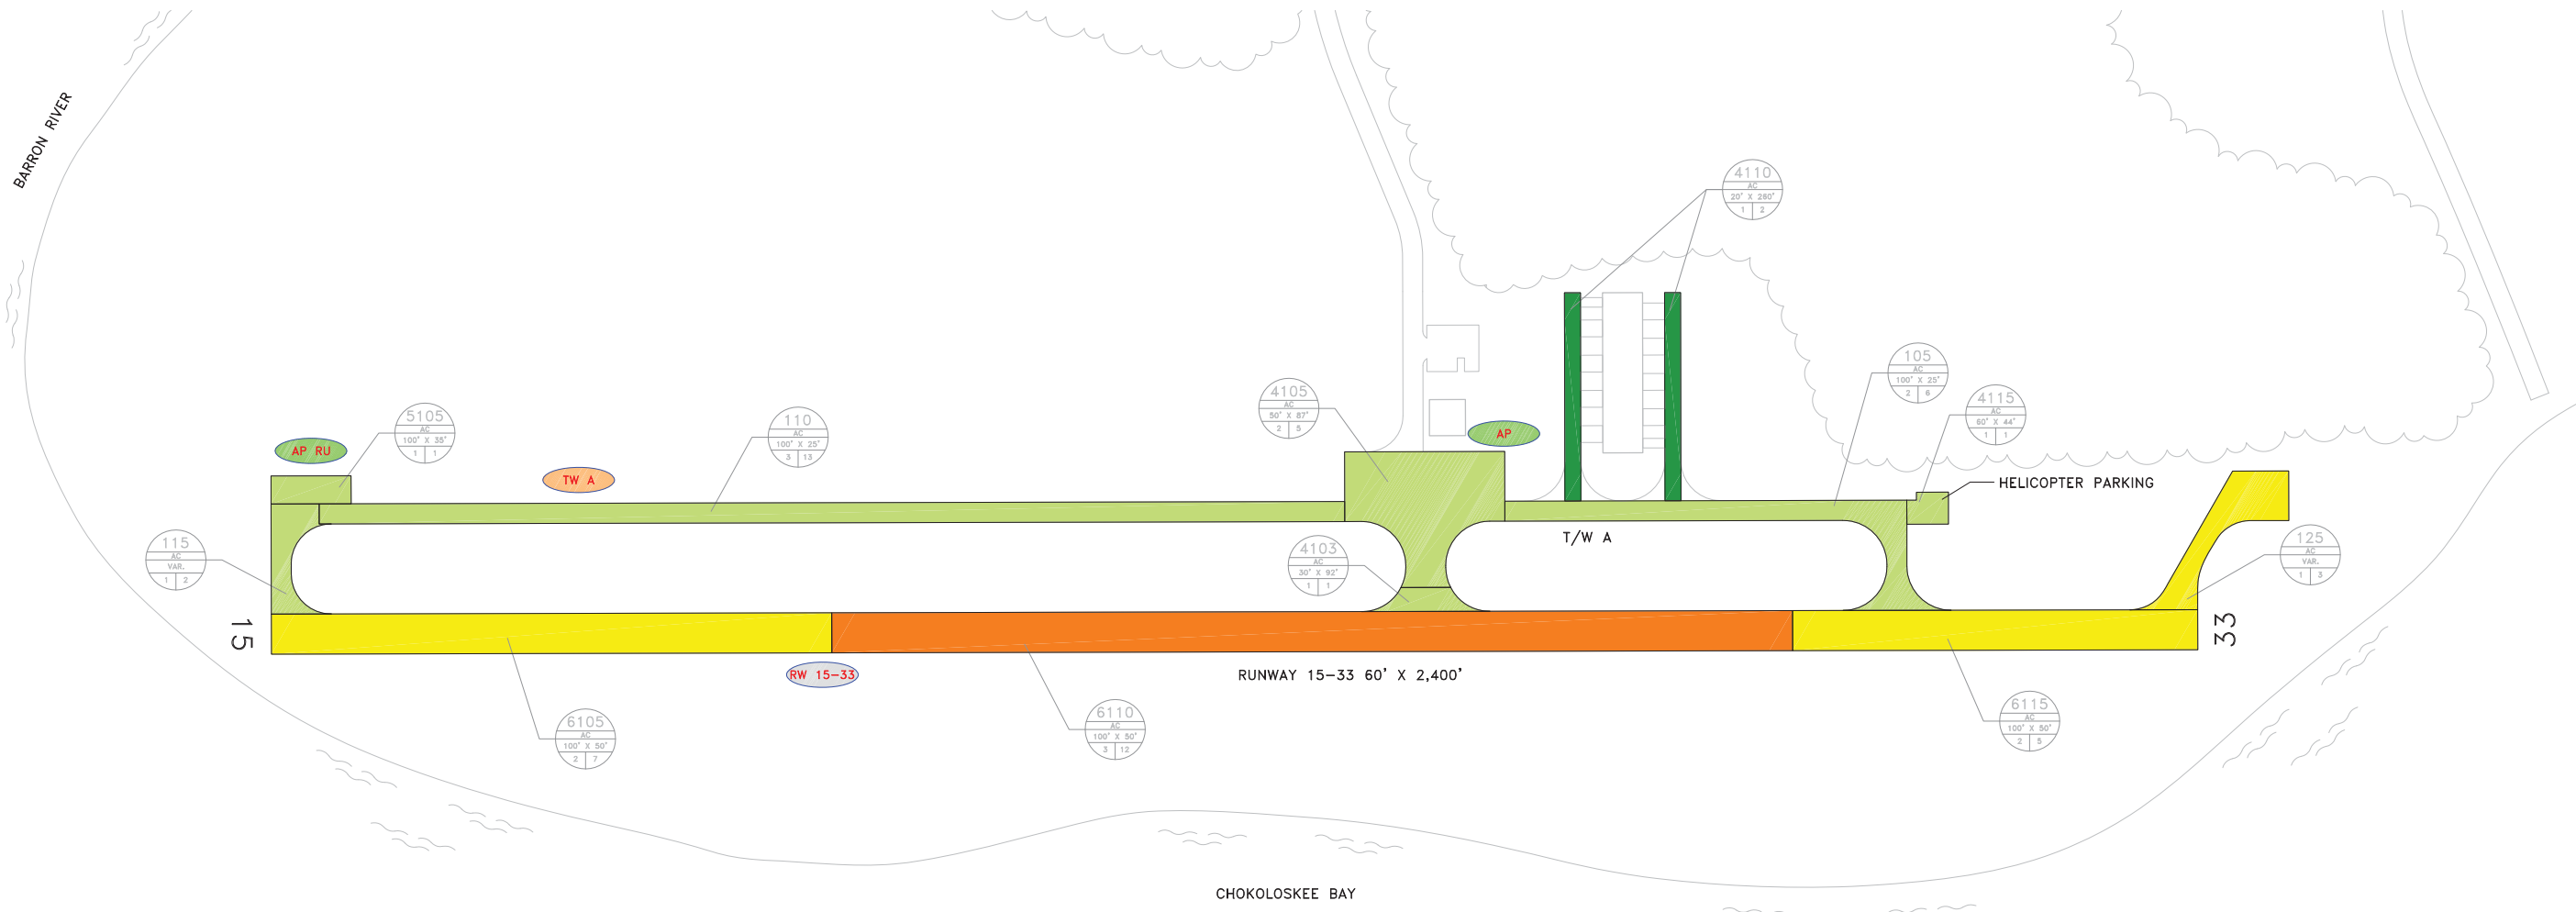 BARRON RIVER
4110
AC
20' X 260'
1 2
105
AC
100' X 25'
2 6
4115
AC
60' X 44'
1 1
4105
AC
50' X 87'
2 5
5105
AC
100' X 35'
1 1
110
AC
100' X 25'
3 13
AP RU
AP
TW A
HELICOPTER PARKING
115
AC
VAR.
1 2
T/W A
4103
AC
30' X 92'
1 1
125
AC
VAR.
1 3
15
33
RW 15-33
RUNWAY 15-33 60' X 2,400'
6105
AC
100' X 50'
2 7
6110
AC
100' X 50'
3 12
6115
AC
100' X 50'
2 5
CHOKOLOSKEE BAY